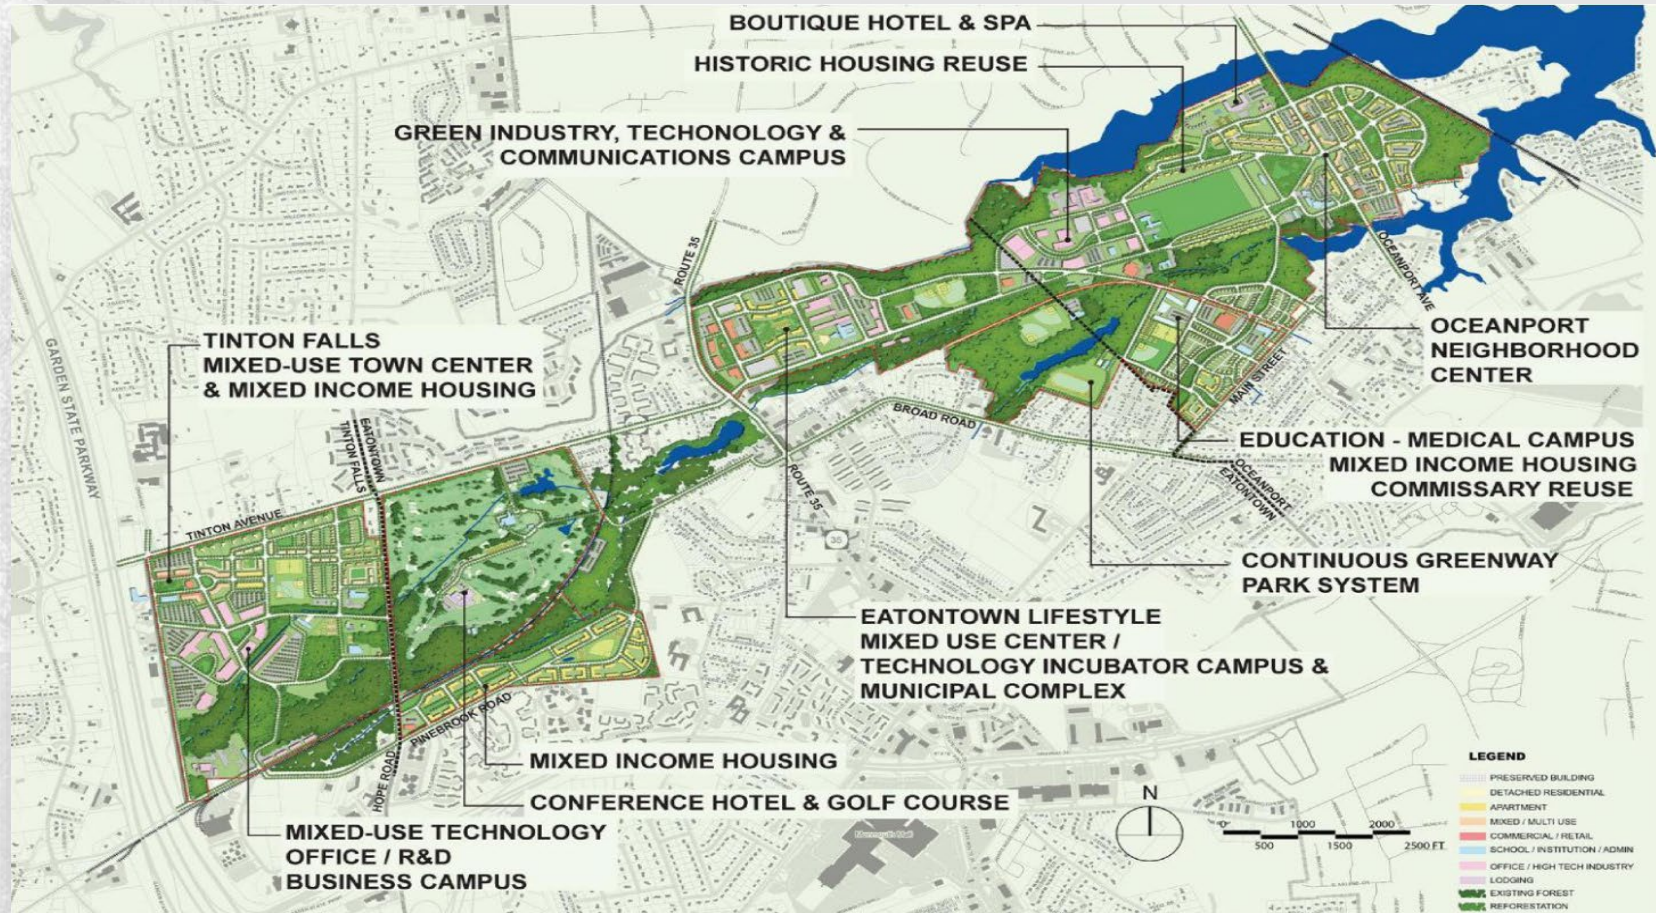 BOUTIQUE HOTEL & SPA
HISTORIC HOUSING REUSE
GREEN INDUSTRY, TECHONOLOGY &
COMMUNICATIONS CAMPUS
ROUTE 35
OCEANPORT AVE
TINTON FALLS
MIXED-USE TOWN CENTER
& MIXED INCOME HOUSING
OCEANPORT
NEIGHBORHOOD
CENTER
GARDEN STATE PARKWAY
MAIN STREET
BROAD ROAD
EATONTOWN
TINTON FALLS
EDUCATION - MEDICAL CAMPUS
MIXED INCOME HOUSING
COMMISSARY REUSE
OCEANPORT
EATONTOWN
ROUTE 35
35
TINTON AVENUE
CONTINUOUS GREENWAY
PARK SYSTEM
EATONTOWN LIFESTYLE
MIXED USE CENTER /
TECHNOLOGY INCUBATOR CAMPUS &
MUNICIPAL COMPLEX
PINEBROOK ROAD
HOPE ROAD
MIXED INCOME HOUSING
CONFERENCE HOTEL & GOLF COURSE
MIXED-USE TECHNOLOGY
OFFICE / R&D
BUSINESS CAMPUS
Monmouth Mall
N
0 1000 2000
500 1500 2500 FT
LEGEND
PRESERVED BUILDING
DETACHED RESIDENTIAL
APARTMENT
MIXED / MULTI USE
COMMERCIAL / RETAIL
SCHOOL / INSTITUTION / ADMIN
OFFICE / HIGH TECH INDUSTRY
LODGING
EXISTING FOREST
REFORESTATION